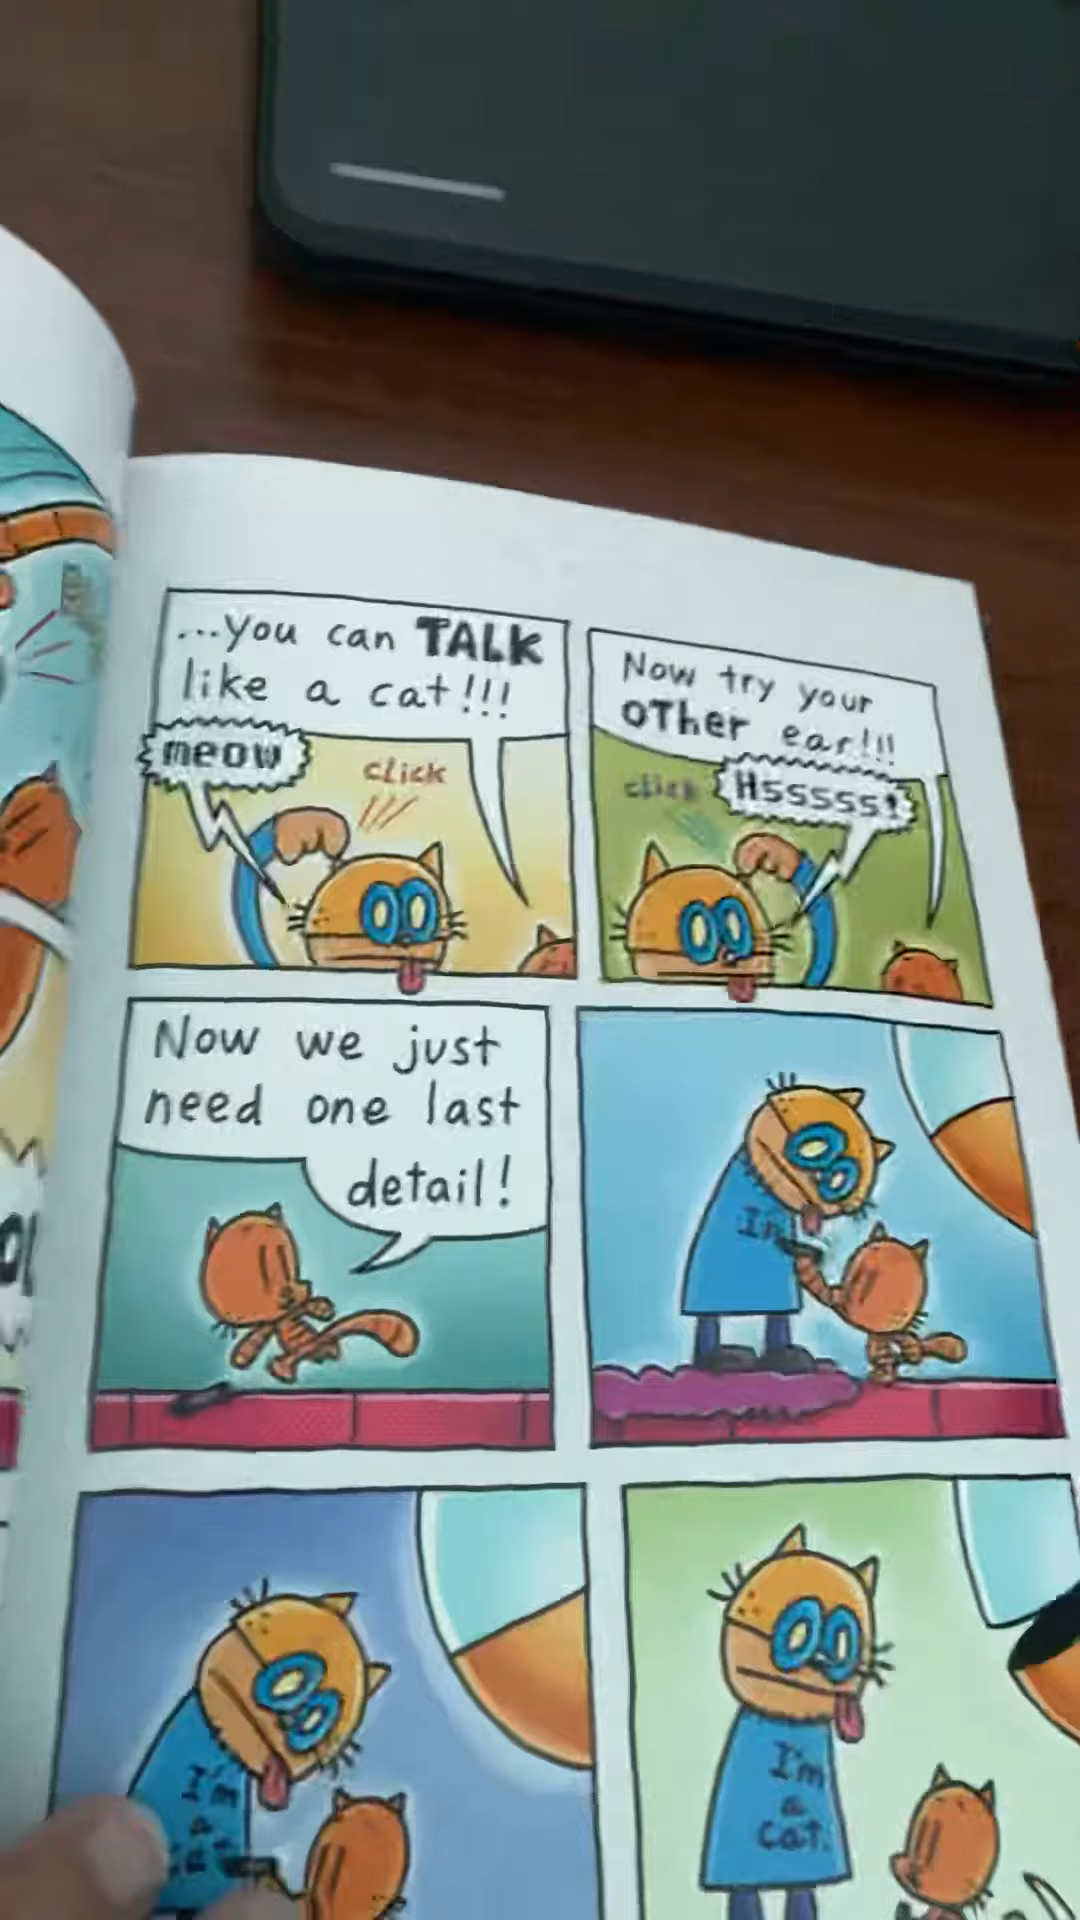 ...you can TALK
like a cat!!!
meow
click
Now try your
OTher ear!!!
click
Hsssss!
Now we just
need one last
detail!
I'm
I'm
a
cat
I'm
a
cat.